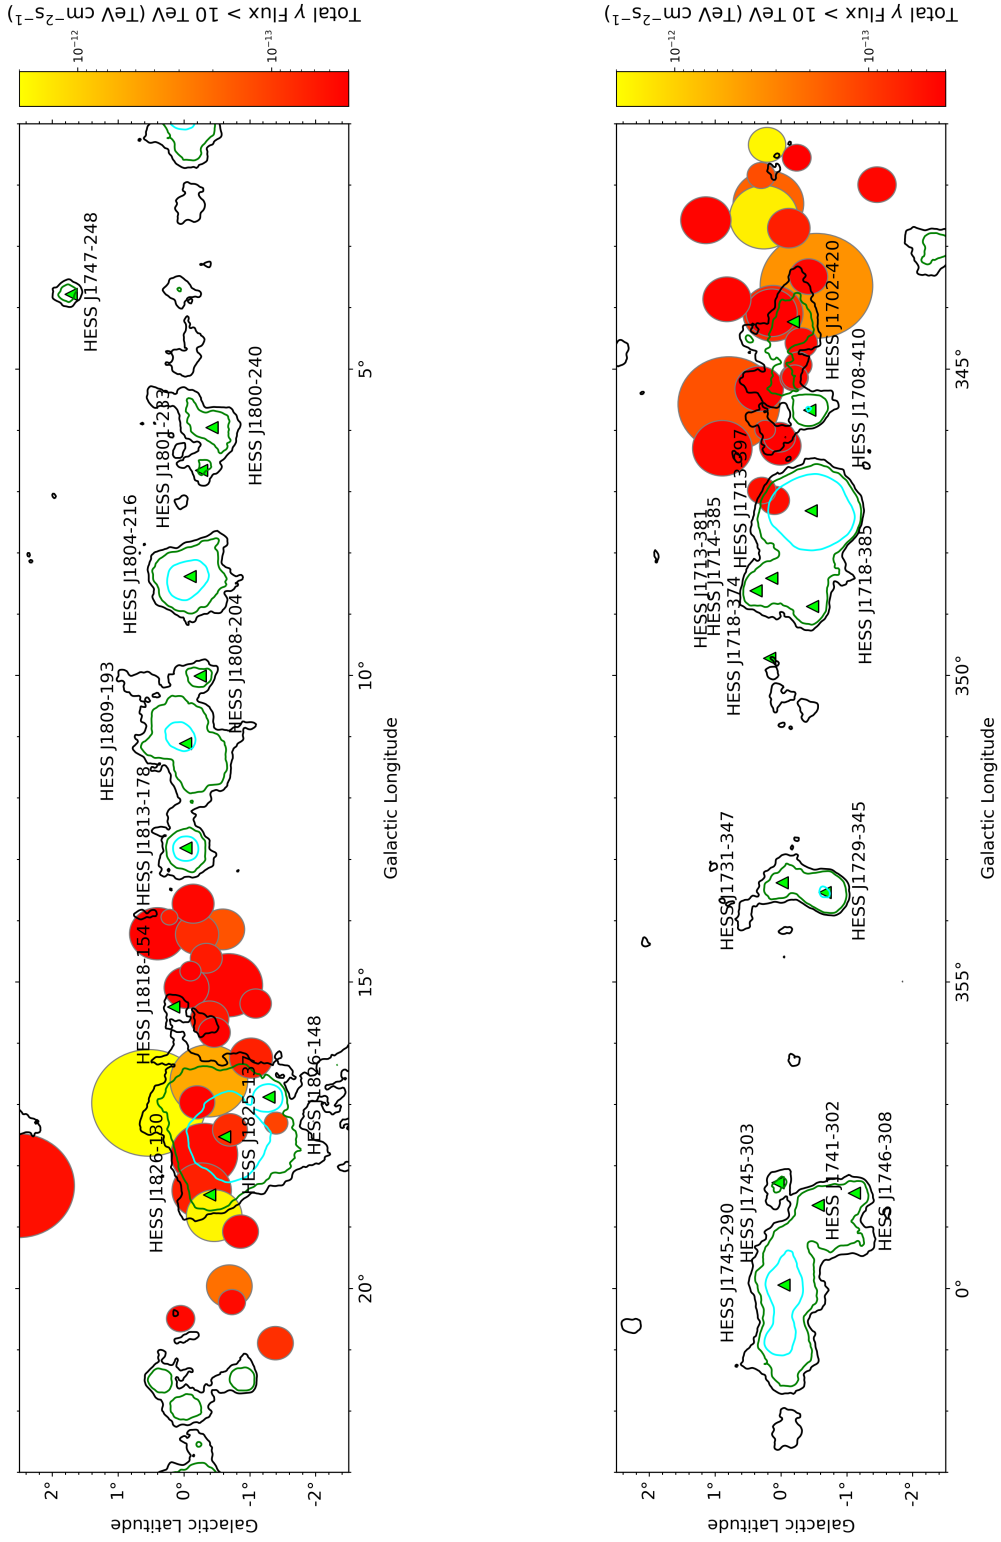 Total γ Flux > 10 TeV (TeV cm⁻²s⁻¹)
10⁻¹²
10⁻¹³
HESS J1747-248
HESS J1800-240
HESS J1801-233
HESS J1804-216
HESS J1808-204
HESS J1809-193
HESS J1813-178
HESS J1818-154
HESS J1826-148
HESS J1825-137
HESS J1826-130
5°
10°
15°
20°
Galactic Longitude
2°
1°
0°
-1°
-2°
Galactic Latitude
Total γ Flux > 10 TeV (TeV cm⁻²s⁻¹)
10⁻¹²
10⁻¹³
HESS J1702-420
HESS J1708-410
HESS J1713-397
HESS J1713-381
HESS J1714-385
HESS J1718-374
HESS J1718-385
HESS J1731-347
HESS J1729-345
HESS J1745-303
HESS J1741-302
HESS J1746-308
HESS J1745-290
345°
350°
355°
0°
Galactic Longitude
2°
1°
0°
-1°
-2°
Galactic Latitude